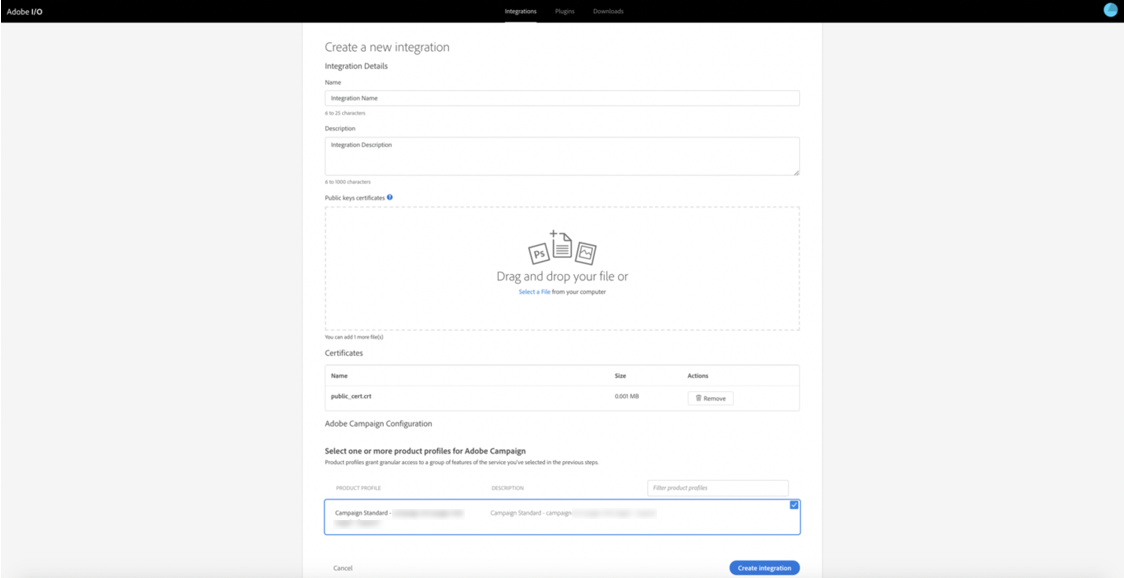 Adobe I/O
Integrations Plugins Downloads
Create a new integration
Integration Details
Name
Integration Name
6 to 25 characters
Description
Integration Description
6 to 1000 characters
Public keys certificates ?
Ps
Drag and drop your file or
Select a File from your computer
You can add 1 more file(s)
Certificates
Name Size Actions
public_cert.crt 0.001 MB Remove
Adobe Campaign Configuration
Select one or more product profiles for Adobe Campaign
Product profiles grant granular access to a group of features of the service you've selected in the previous steps.
PRODUCT PROFILE DESCRIPTION Filter product profiles
Campaign Standard - Campaign Standard - campaign
Cancel Create integration